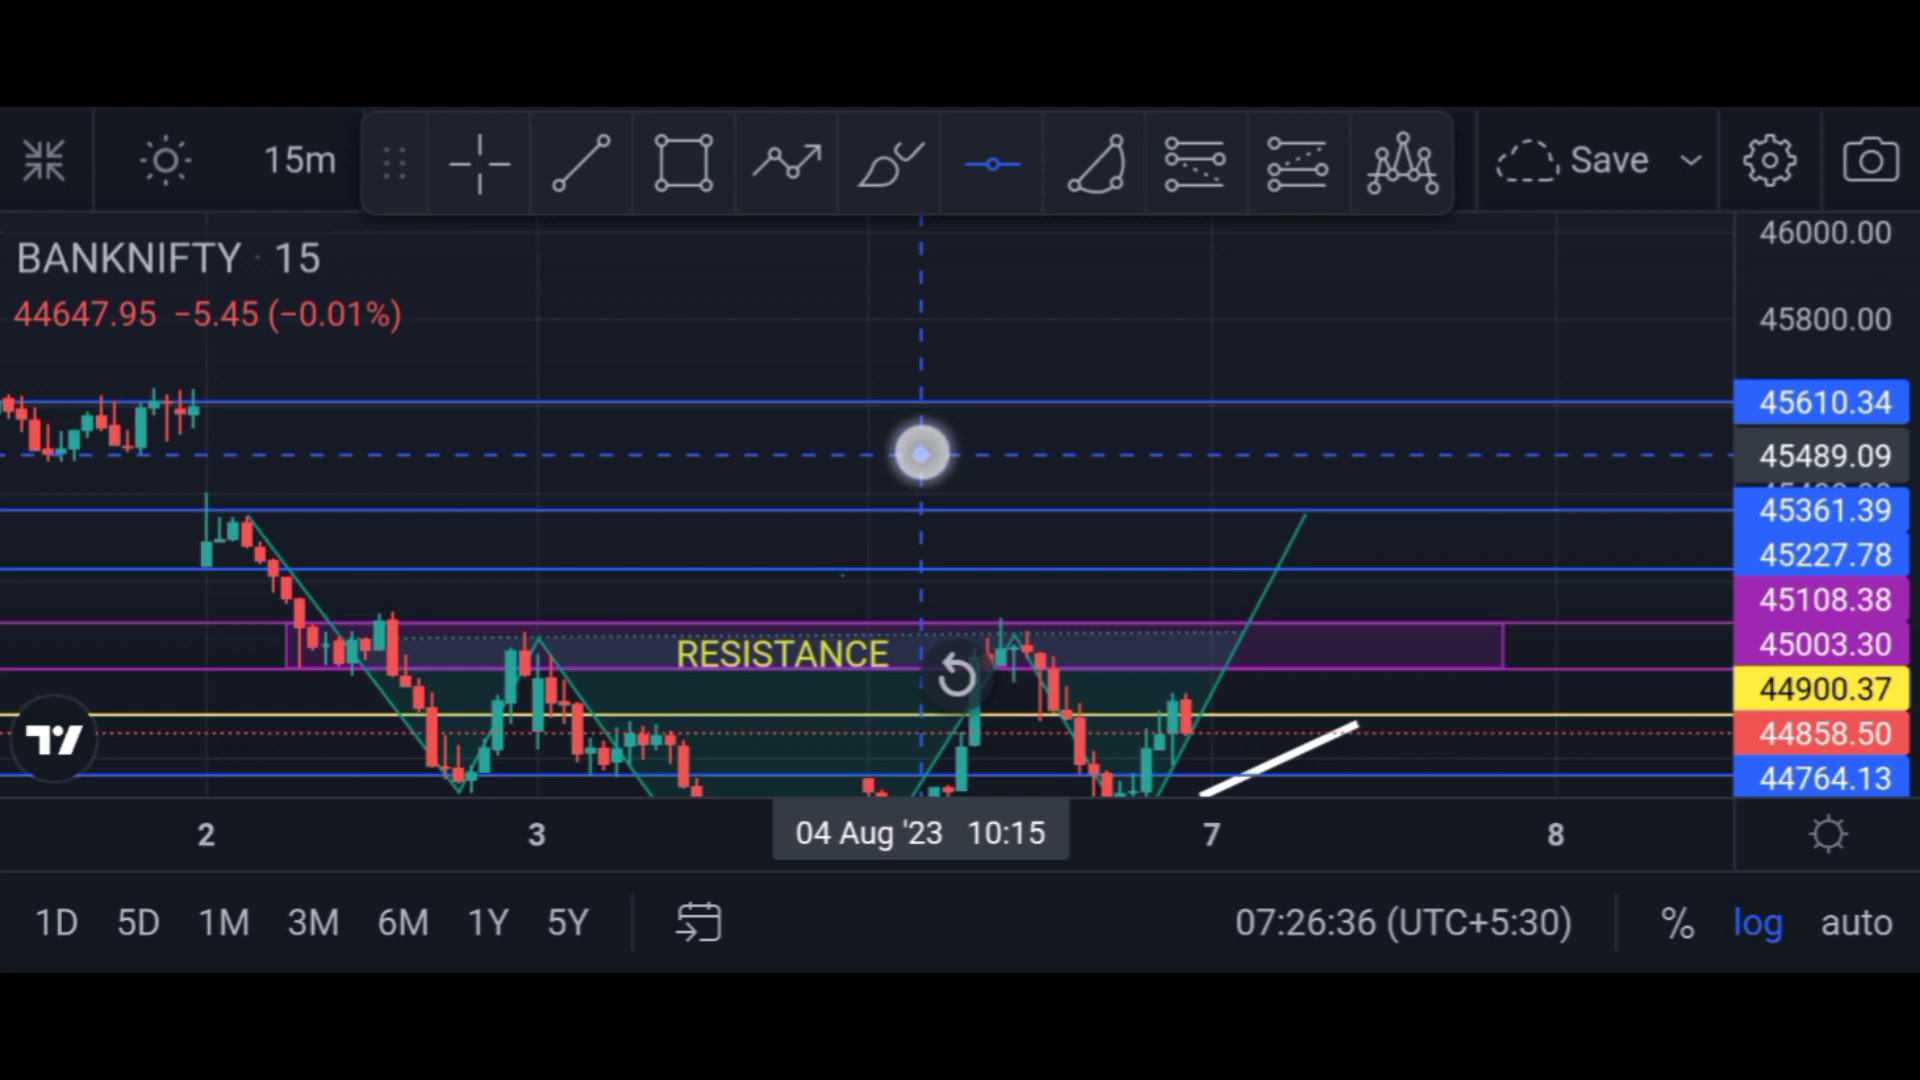 15m
Save
BANKNIFTY · 15
44647.95 −5.45 (−0.01%)
46000.00
45800.00
45610.34
45489.09
45361.39
45227.78
45108.38
45003.30
44900.37
44858.50
44764.13
RESISTANCE
2 3 04 Aug '23 10:15 7 8
1D 5D 1M 3M 6M 1Y 5Y 07:26:36 (UTC+5:30) % log auto